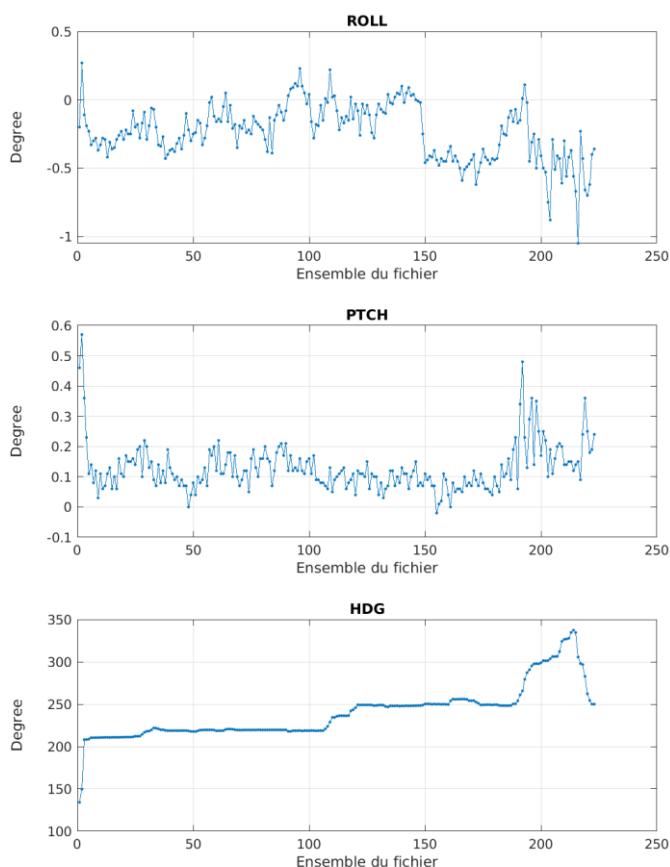 ROLL
0.5
0
-0.5
-1
Degree
0 50 100 150 200 250
Ensemble du fichier
PTCH
0.6
0.5
0.4
0.3
0.2
0.1
0
-0.1
Degree
0 50 100 150 200 250
Ensemble du fichier
HDG
350
300
250
200
150
100
Degree
0 50 100 150 200 250
Ensemble du fichier